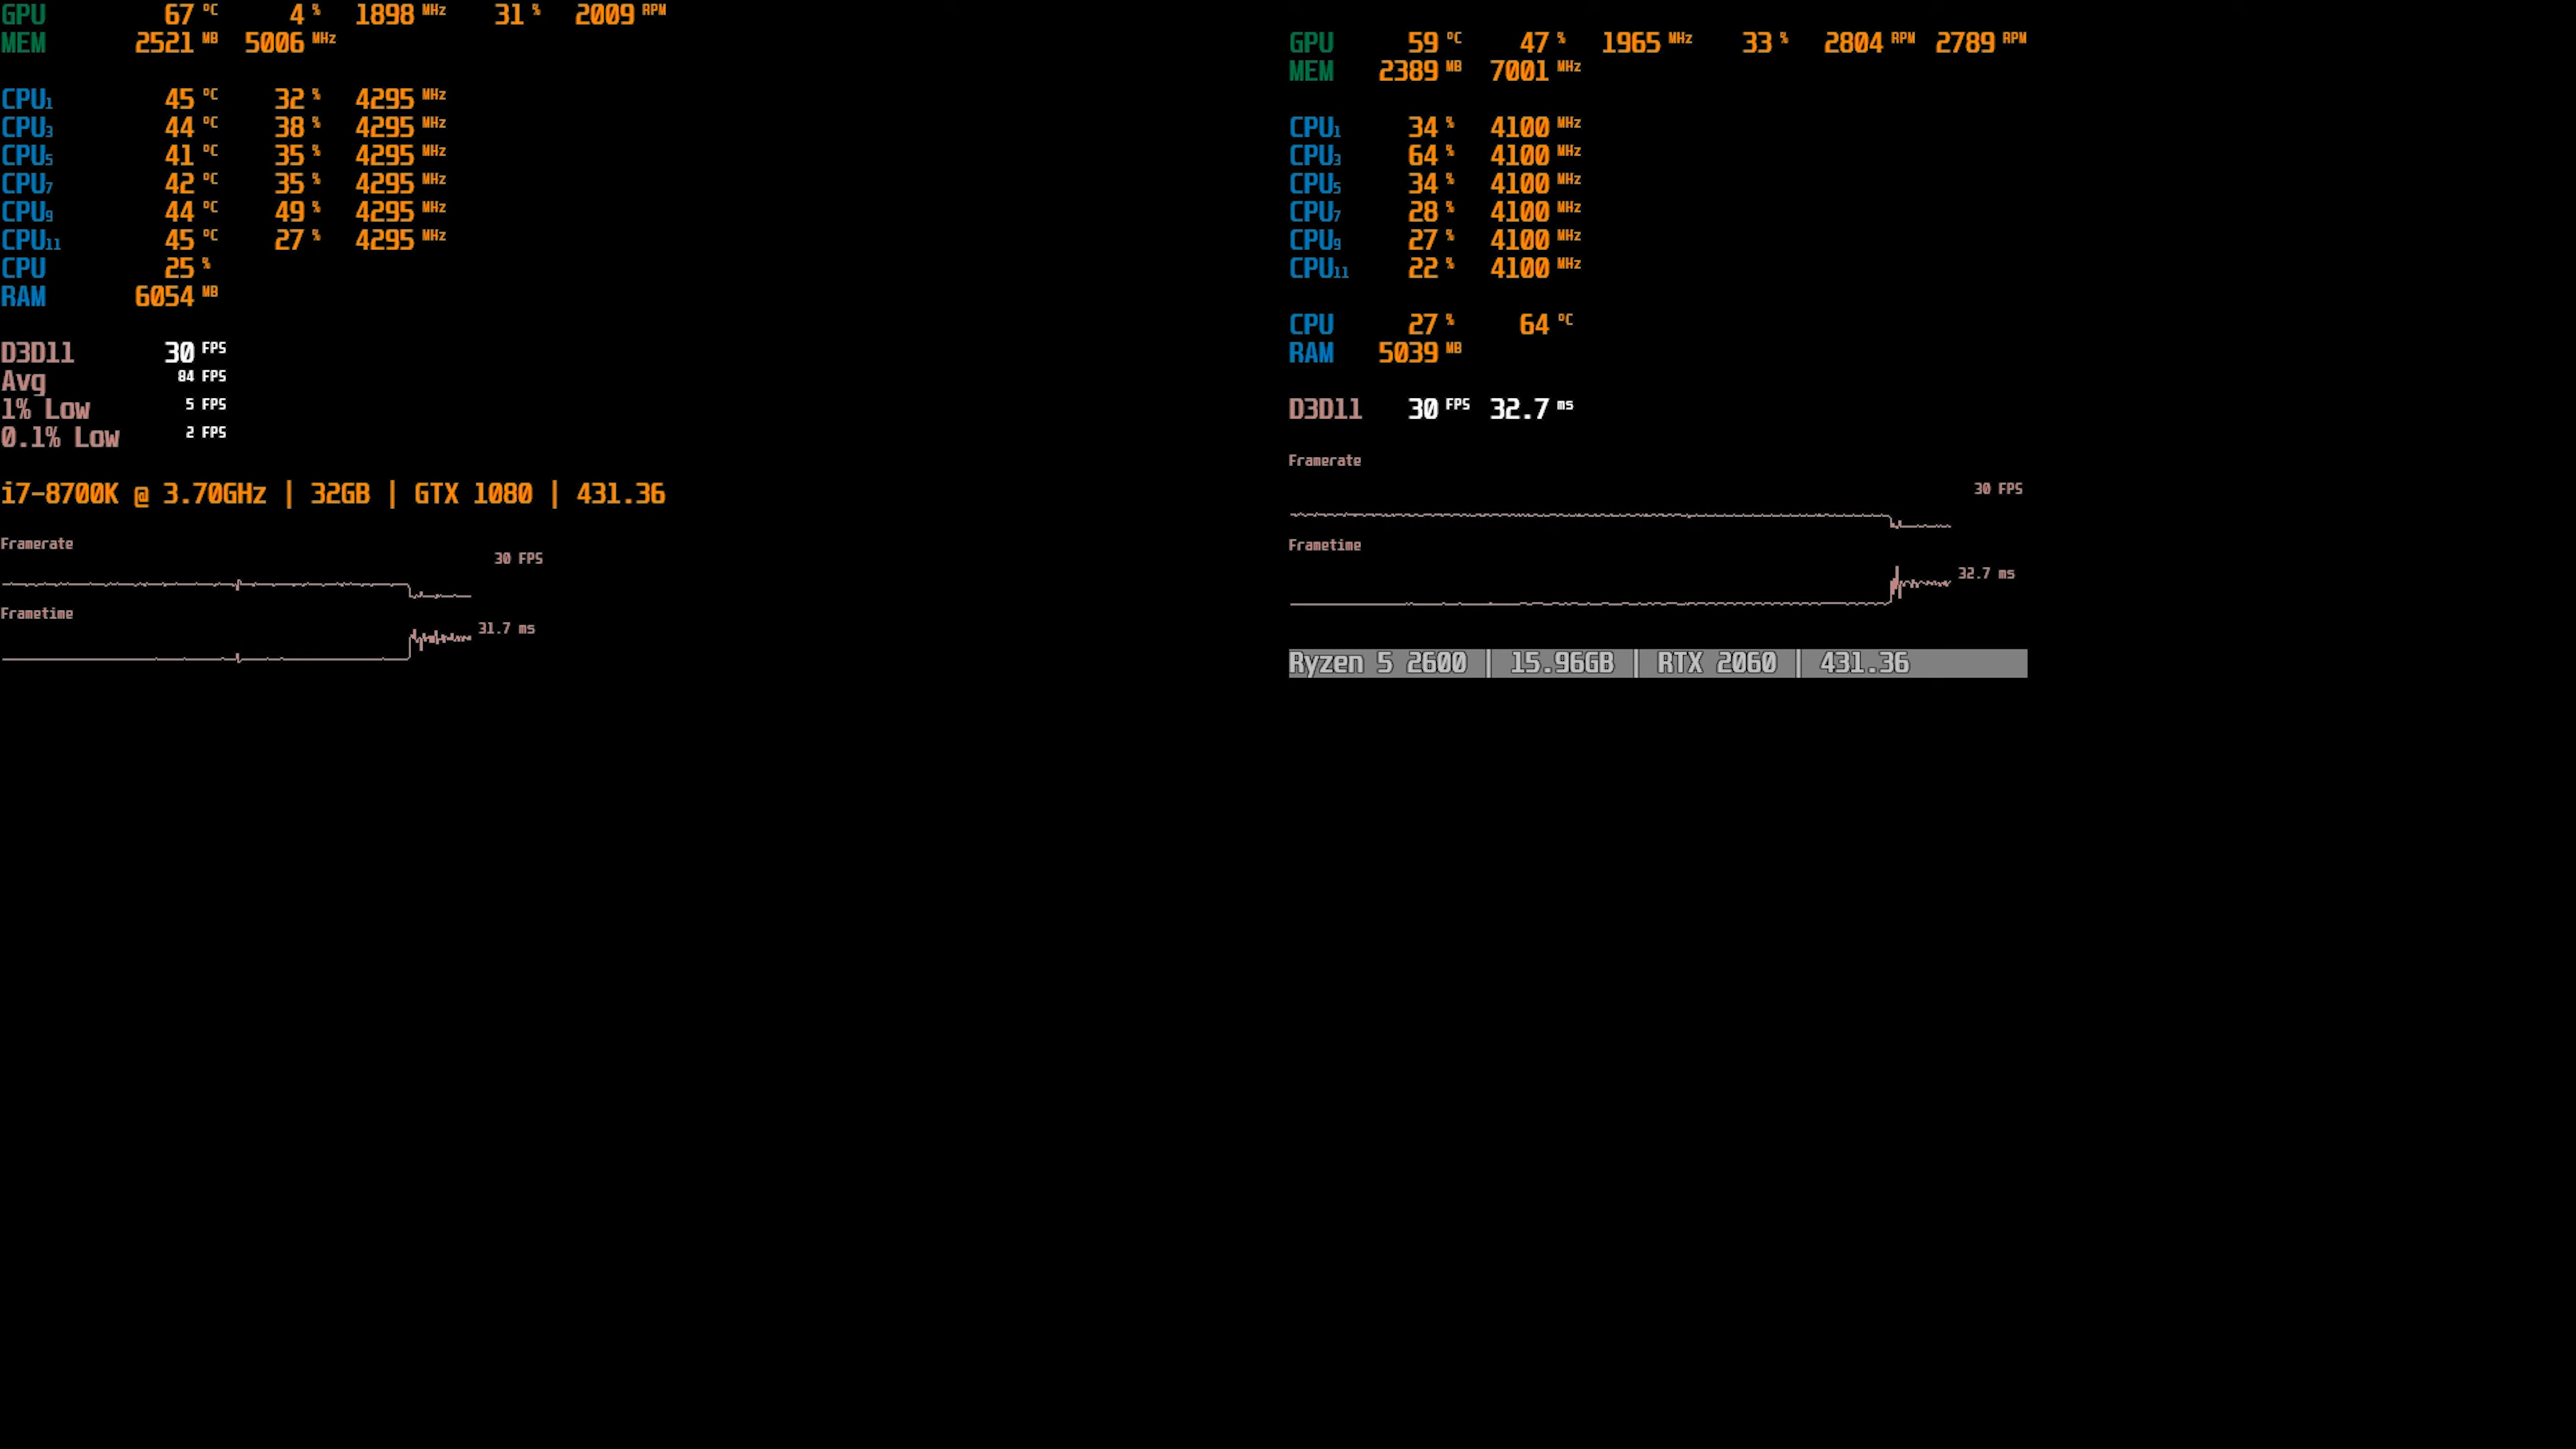 GPU 67 °C 4 % 1898 MHz 31 % 2009 RPM
MEM 2521 MB 5006 MHz
CPU1 45 °C 32 % 4295 MHz
CPU3 44 °C 38 % 4295 MHz
CPU5 41 °C 35 % 4295 MHz
CPU7 42 °C 35 % 4295 MHz
CPU9 44 °C 49 % 4295 MHz
CPU11 45 °C 27 % 4295 MHz
CPU 25 %
RAM 6054 MB
D3D11 30 FPS
Avg 84 FPS
1% Low 5 FPS
0.1% Low 2 FPS
i7-8700K @ 3.70GHz | 32GB | GTX 1080 | 431.36
Framerate
30 FPS
Frametime
31.7 ms
GPU 59 °C 47 % 1965 MHz 33 % 2804 RPM 2789 RPM
MEM 2389 MB 7001 MHz
CPU1 34 % 4100 MHz
CPU3 64 % 4100 MHz
CPU5 34 % 4100 MHz
CPU7 28 % 4100 MHz
CPU9 27 % 4100 MHz
CPU11 22 % 4100 MHz
CPU 27 % 64 °C
RAM 5039 MB
D3D11 30 FPS 32.7 ms
Framerate
30 FPS
Frametime
32.7 ms
Ryzen 5 2600 | 15.96GB | RTX 2060 | 431.36